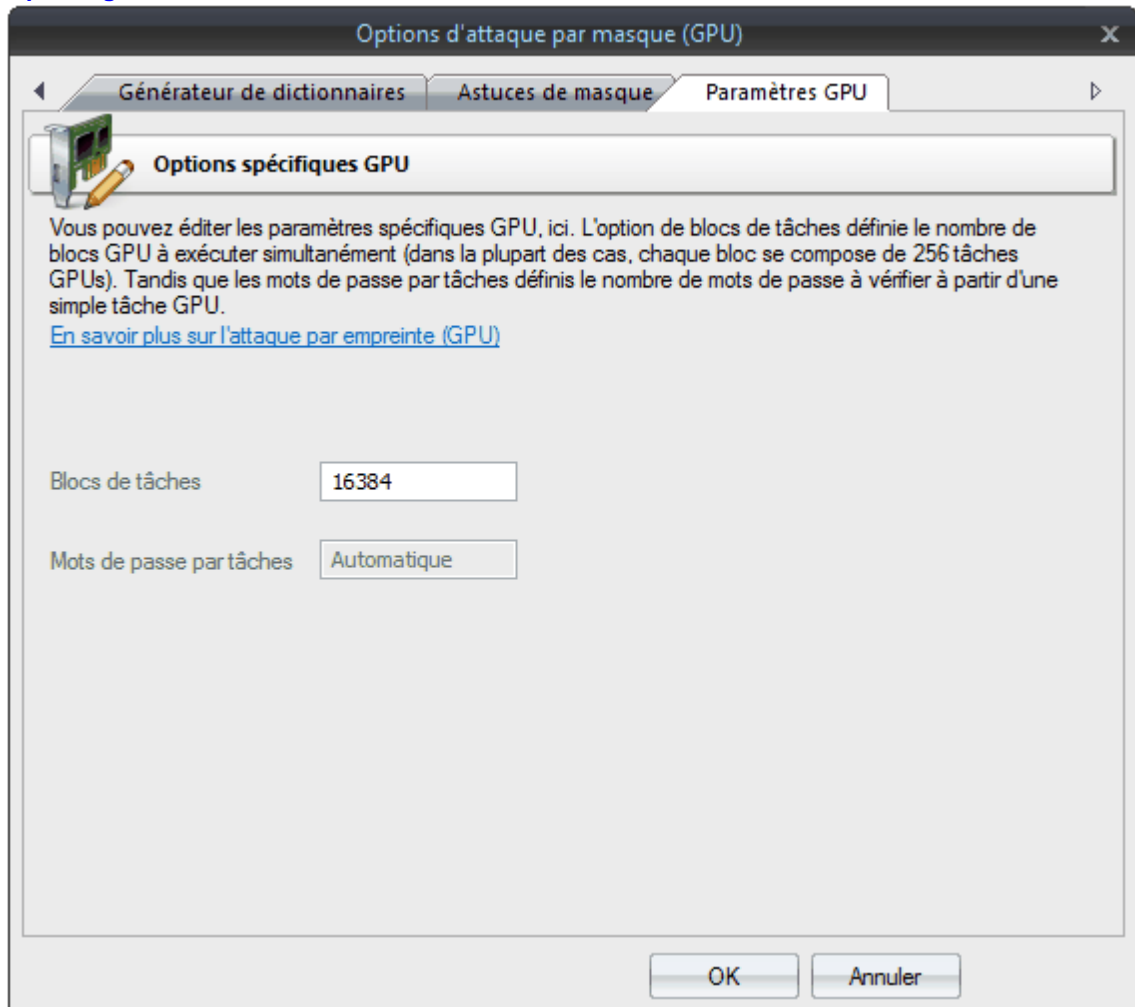 Options d'attaque par masque (GPU)
Générateur de dictionnaires Astuces de masque Paramètres GPU
Options spécifiques GPU
Vous pouvez éditer les paramètres spécifiques GPU, ici. L'option de blocs de tâches définie le nombre de
blocs GPU à exécuter simultanément (dans la plupart des cas, chaque bloc se compose de 256 tâches
GPUs). Tandis que les mots de passe par tâches définis le nombre de mots de passe à vérifier à partir d'une
simple tâche GPU.
En savoir plus sur l'attaque par empreinte (GPU)
Blocs de tâches 16384
Mots de passe par tâches Automatique
OK Annuler